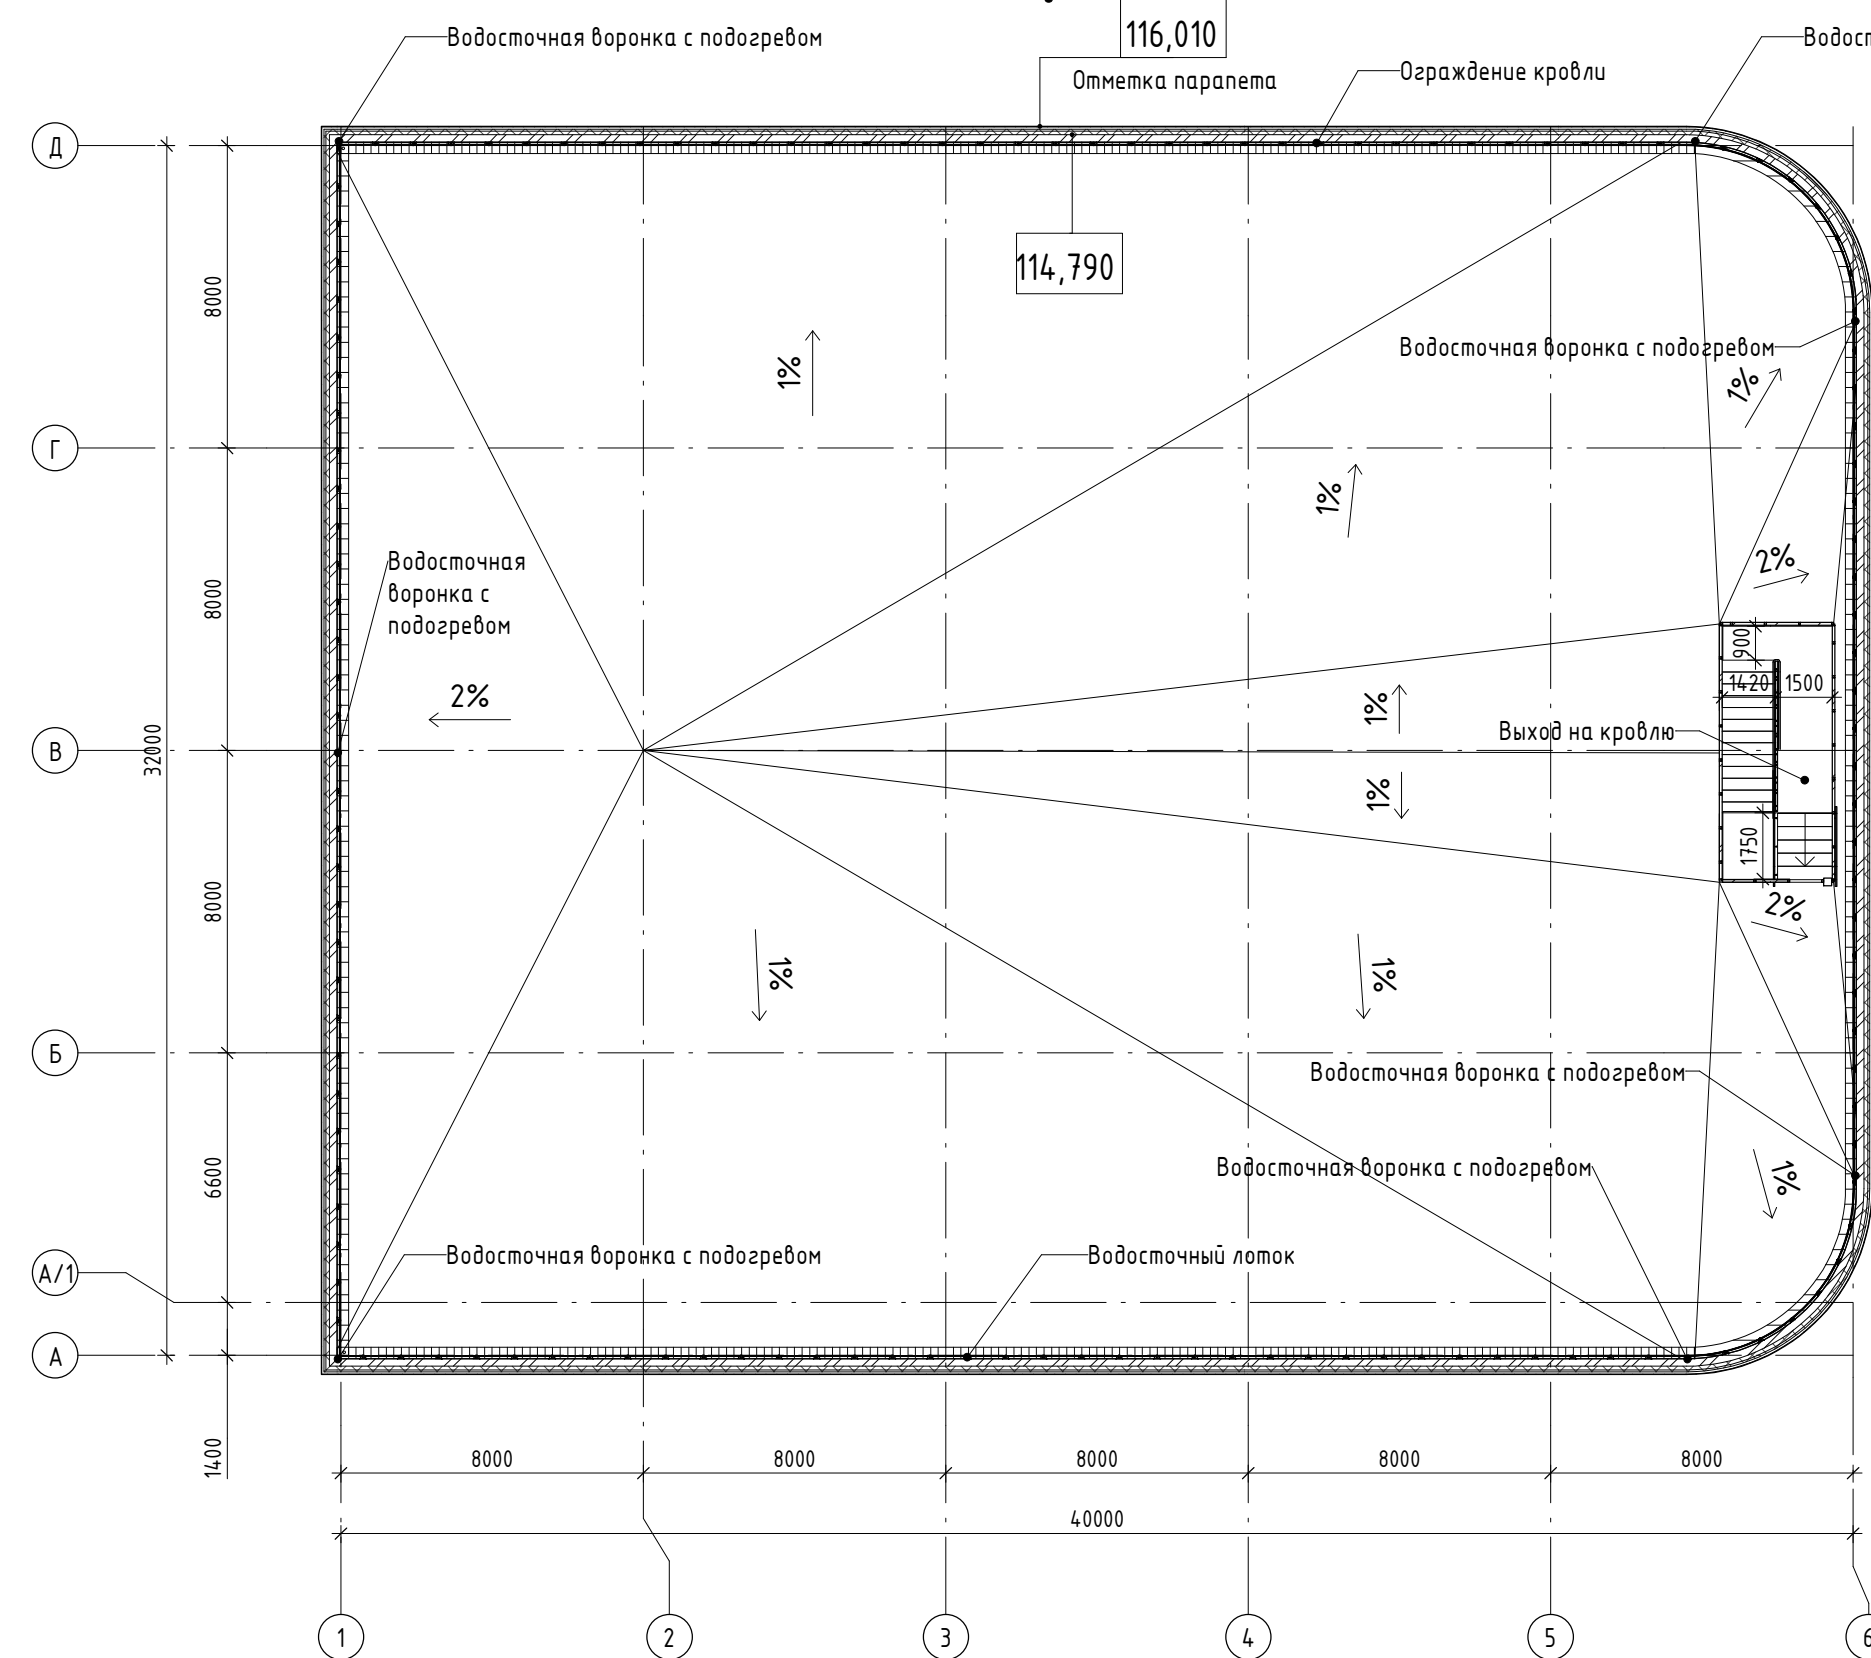 116,010
Водосточная воронка с подогревом
Водост
Отметка парапета
Ограждение кровли
Д
114,790
8000
Водосточная воронка с подогревом
1%
1%
Г
1%
Водосточная
воронка с
подогревом
2%
8000
900
1420
1500
2%
1%
В
32000
Выход на кровлю
1%
1750
8000
2%
1%
1%
Б
Водосточная воронка с подогревом
Водосточная воронка с подогревом
1%
6600
Водосточная воронка с подогревом
Водосточный лоток
А/1
А
1400
8000
8000
8000
8000
8000
40000
1
2
3
4
5
6